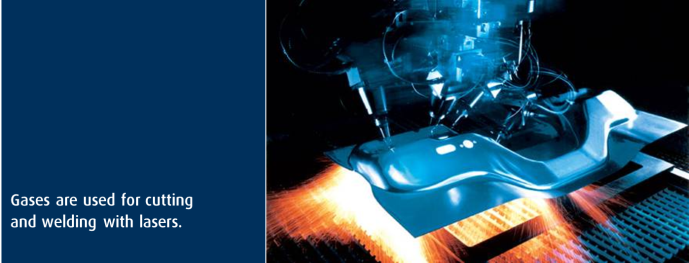 Gases are used for cutting
and welding with lasers.